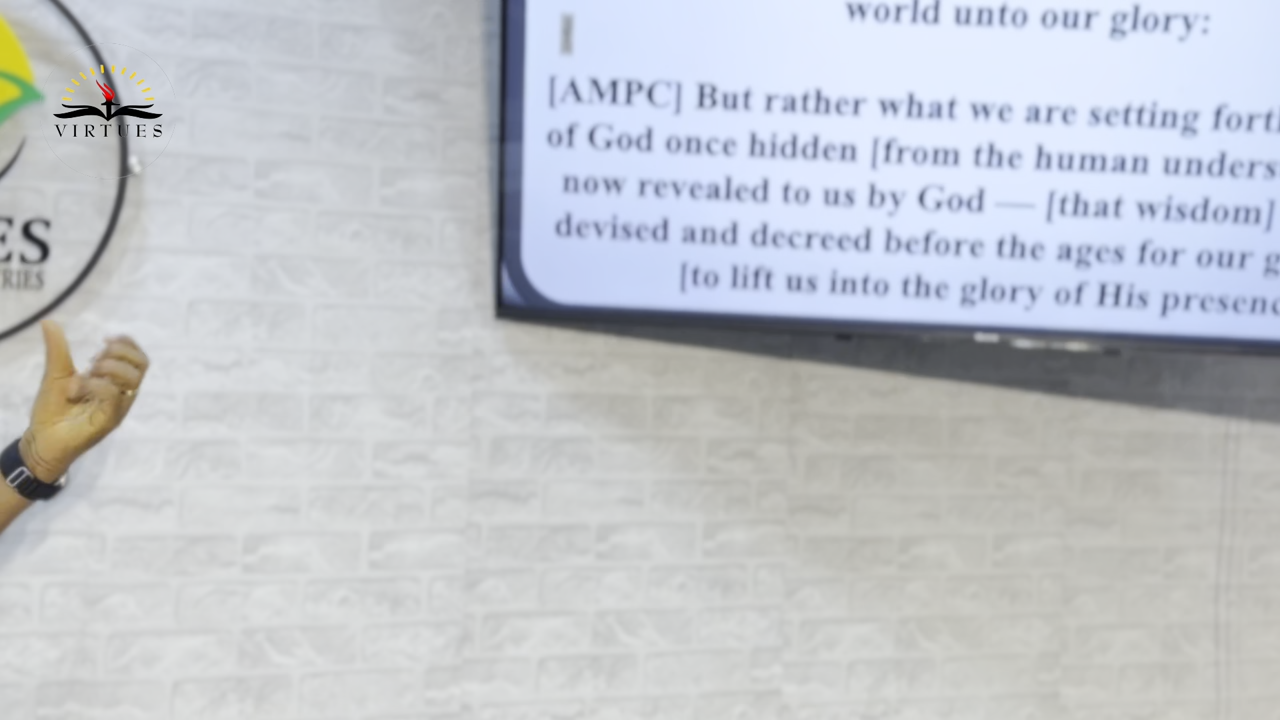 world unto our glory:
[AMPC] But rather what we are setting forth
of God once hidden [from the human unders
now revealed to us by God — [that wisdom]
devised and decreed before the ages for our g
[to lift us into the glory of His presenc
VIRTUES
ES
RIES